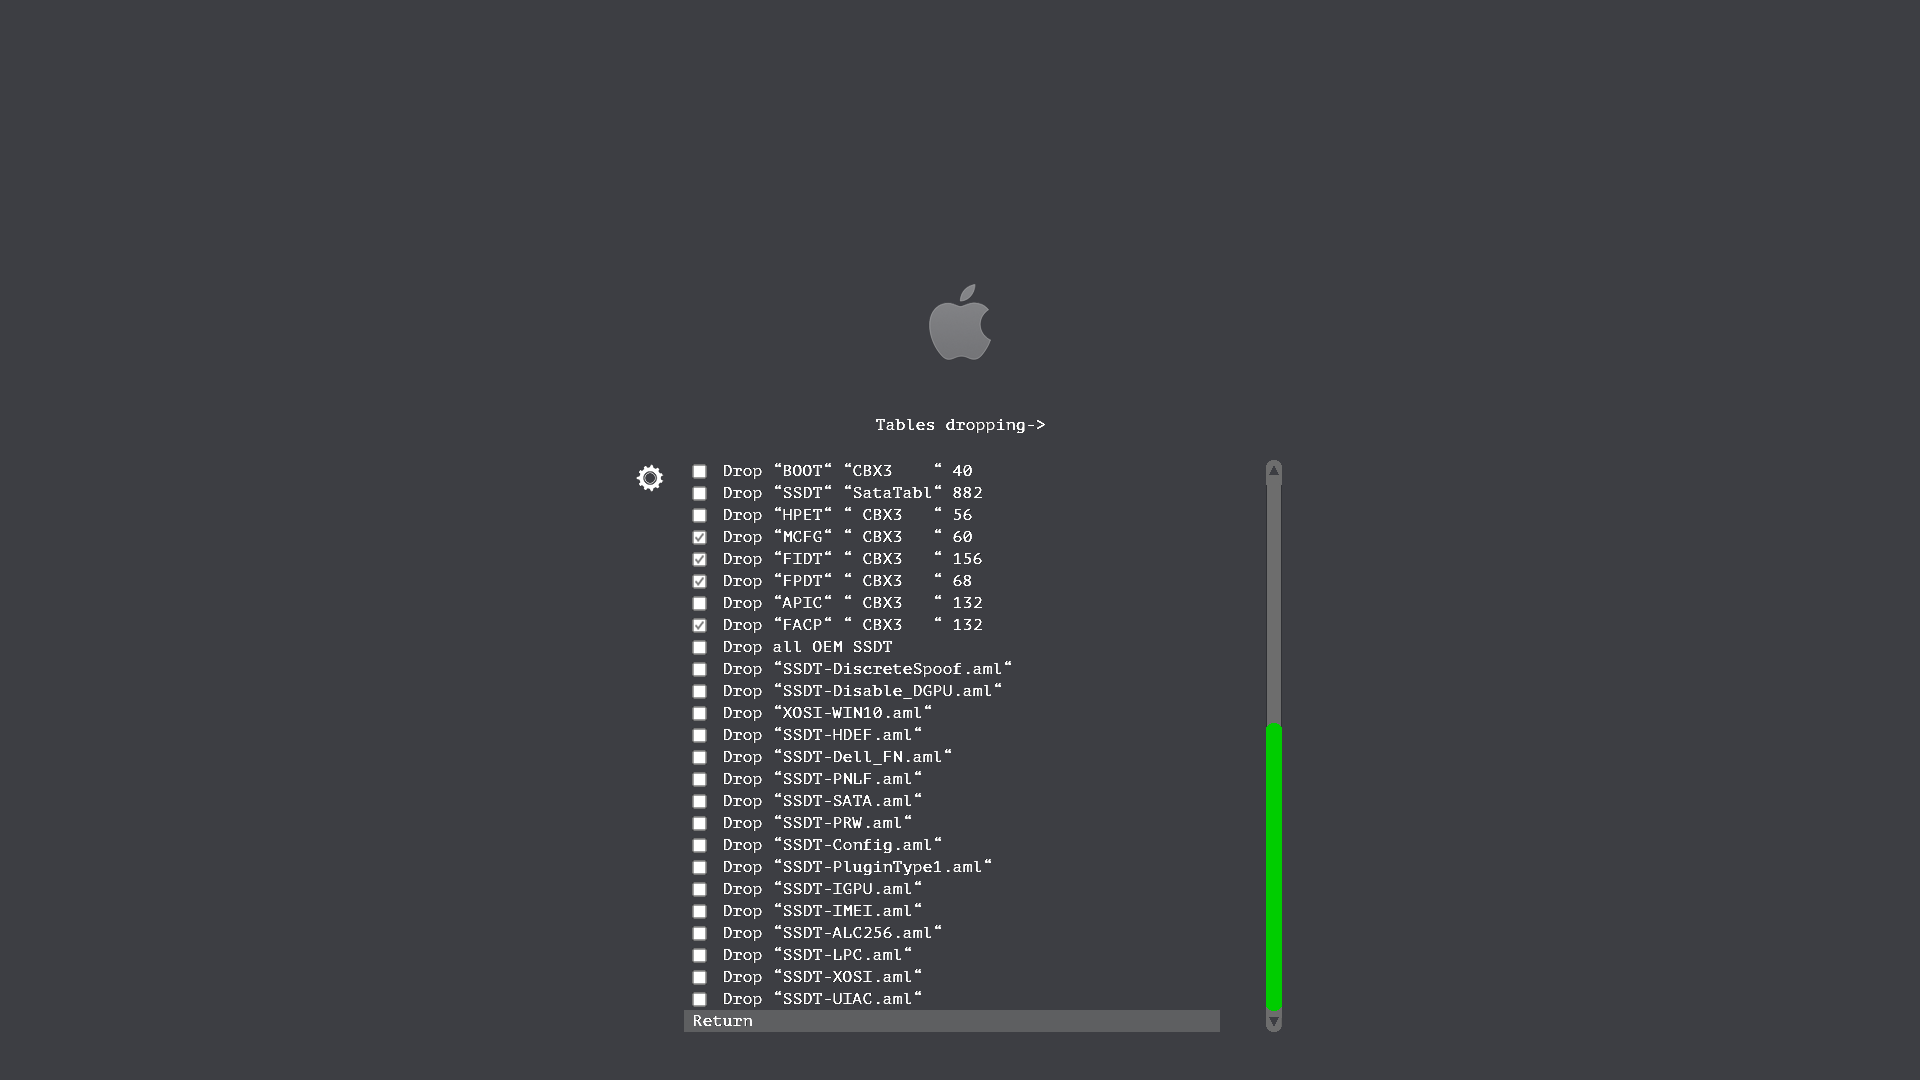 Tables dropping->
Drop “BOOT“ “CBX3    “ 40
Drop “SSDT“ “SataTabl“ 882
Drop “HPET“ “ CBX3   “ 56
Drop “MCFG“ “ CBX3   “ 60
Drop “FIDT“ “ CBX3   “ 156
Drop “FPDT“ “ CBX3   “ 68
Drop “APIC“ “ CBX3   “ 132
Drop “FACP“ “ CBX3   “ 132
Drop all OEM SSDT
Drop “SSDT-DiscreteSpoof.aml“
Drop “SSDT-Disable_DGPU.aml“
Drop “XOSI-WIN10.aml“
Drop “SSDT-HDEF.aml“
Drop “SSDT-Dell_FN.aml“
Drop “SSDT-PNLF.aml“
Drop “SSDT-SATA.aml“
Drop “SSDT-PRW.aml“
Drop “SSDT-Config.aml“
Drop “SSDT-PluginType1.aml“
Drop “SSDT-IGPU.aml“
Drop “SSDT-IMEI.aml“
Drop “SSDT-ALC256.aml“
Drop “SSDT-LPC.aml“
Drop “SSDT-XOSI.aml“
Drop “SSDT-UIAC.aml“
Return